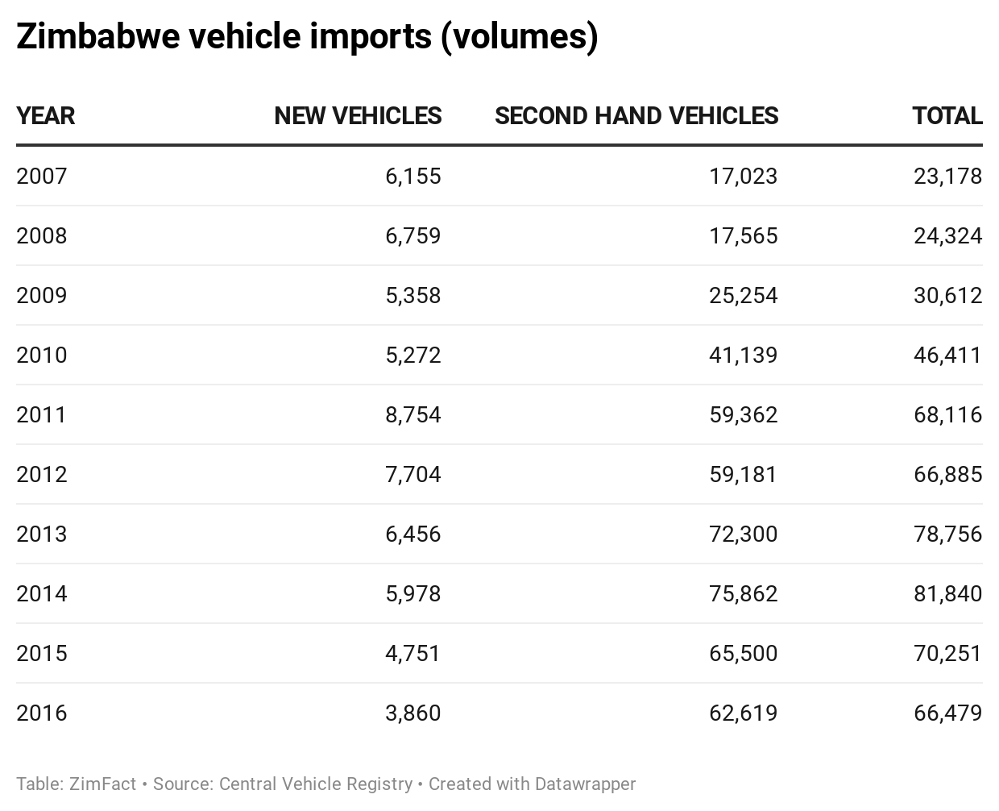 Zimbabwe vehicle imports (volumes)
YEAR NEW VEHICLES SECOND HAND VEHICLES TOTAL
2007 6,155 17,023 23,178
2008 6,759 17,565 24,324
2009 5,358 25,254 30,612
2010 5,272 41,139 46,411
2011 8,754 59,362 68,116
2012 7,704 59,181 66,885
2013 6,456 72,300 78,756
2014 5,978 75,862 81,840
2015 4,751 65,500 70,251
2016 3,860 62,619 66,479
Table: ZimFact • Source: Central Vehicle Registry • Created with Datawrapper